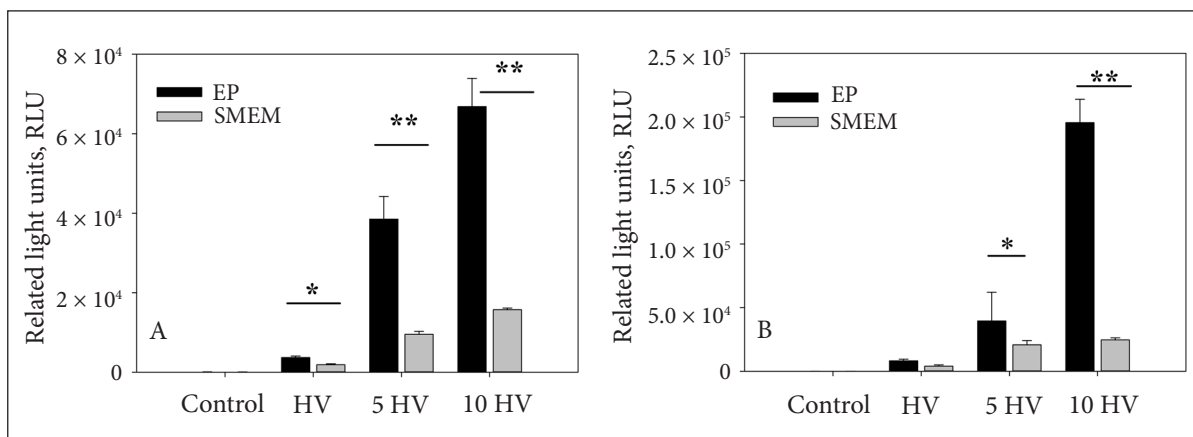 Related light units, RLU
8 × 10⁴
6 × 10⁴
4 × 10⁴
2 × 10⁴
0
EP
SMEM
*
**
**
A
Control HV 5 HV 10 HV
Related light units, RLU
2.5 × 10⁵
2.0 × 10⁵
1.5 × 10⁵
1.0 × 10⁵
5.0 × 10⁴
0
EP
SMEM
*
**
B
Control HV 5 HV 10 HV